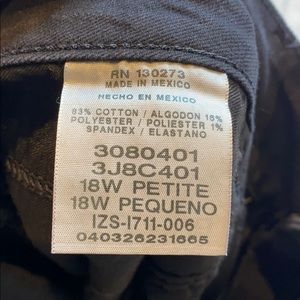 RN 130273
MADE IN MEXICO
HECHO EN MEXICO
83% COTTON / ALGODON 16%
POLYESTER / POLIESTER 1%
SPANDEX / ELASTANO
3080401
3J8C401
18W PETITE
18W PEQUENO
IZS-I711-006
040326231665